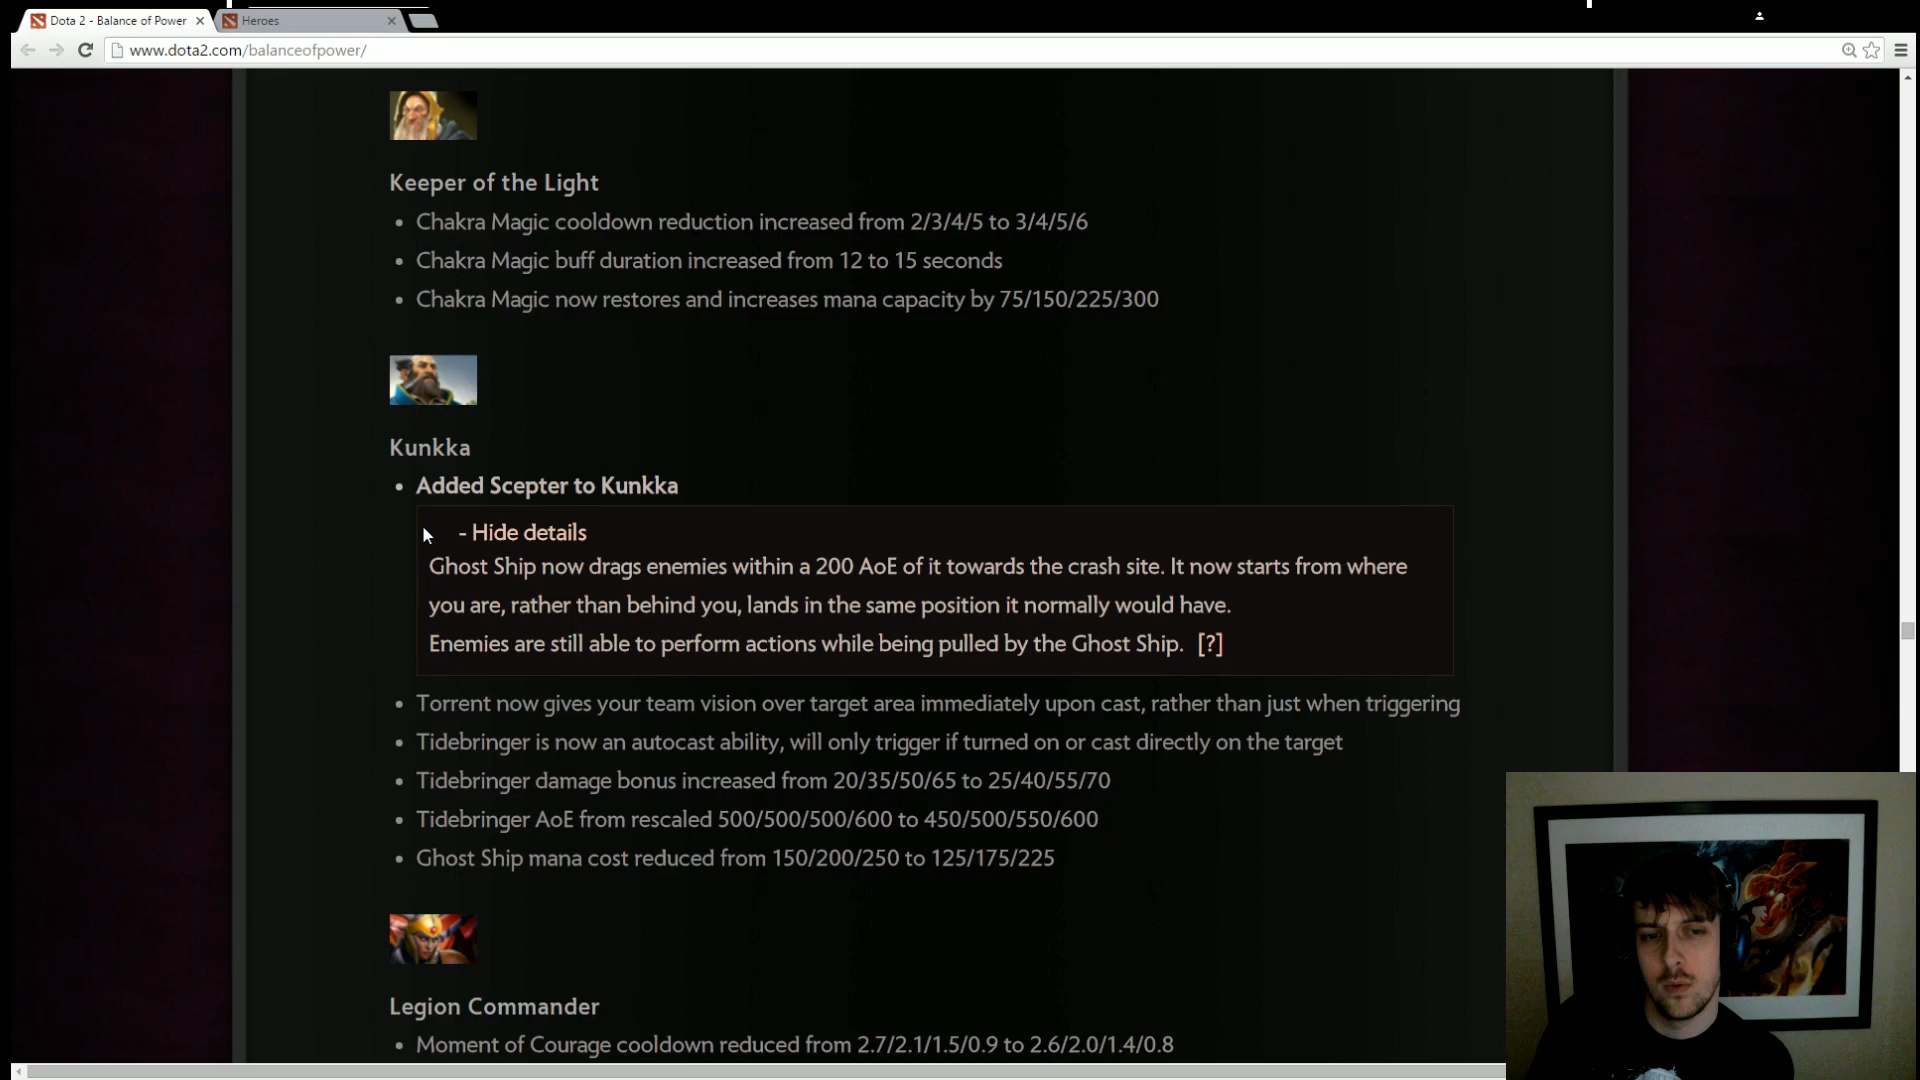 Dota 2 - Balance of Power
Heroes
www.dota2.com/balanceofpower/
Keeper of the Light
• Chakra Magic cooldown reduction increased from 2/3/4/5 to 3/4/5/6
• Chakra Magic buff duration increased from 12 to 15 seconds
• Chakra Magic now restores and increases mana capacity by 75/150/225/300
Kunkka
• Added Scepter to Kunkka
- Hide details
Ghost Ship now drags enemies within a 200 AoE of it towards the crash site. It now starts from where
you are, rather than behind you, lands in the same position it normally would have.
Enemies are still able to perform actions while being pulled by the Ghost Ship. [?]
• Torrent now gives your team vision over target area immediately upon cast, rather than just when triggering
• Tidebringer is now an autocast ability, will only trigger if turned on or cast directly on the target
• Tidebringer damage bonus increased from 20/35/50/65 to 25/40/55/70
• Tidebringer AoE from rescaled 500/500/500/600 to 450/500/550/600
• Ghost Ship mana cost reduced from 150/200/250 to 125/175/225
Legion Commander
• Moment of Courage cooldown reduced from 2.7/2.1/1.5/0.9 to 2.6/2.0/1.4/0.8